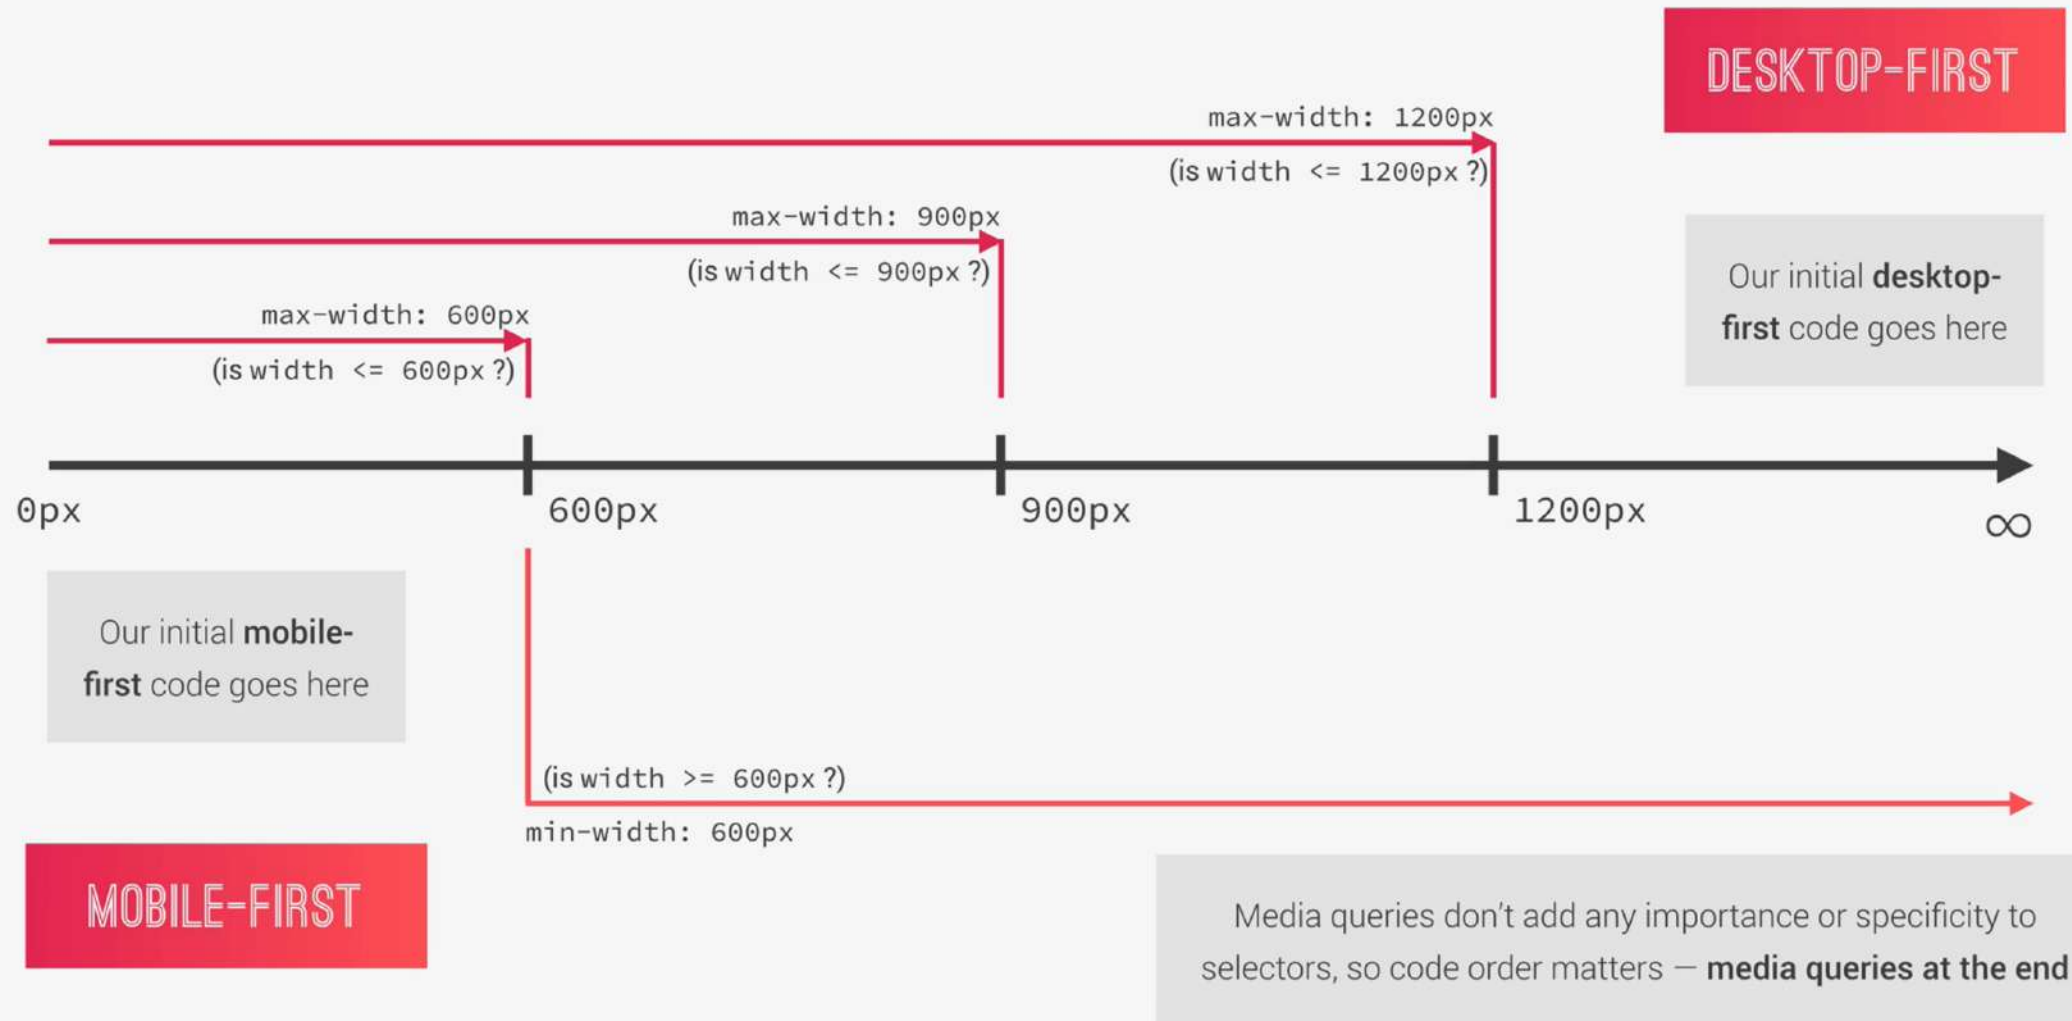 DESKTOP-FIRST
max-width: 1200px
(is width <= 1200px ?)
max-width: 900px
(is width <= 900px ?)
Our initial desktop-
first code goes here
max-width: 600px
(is width <= 600px ?)
0px
600px
900px
1200px
∞
Our initial mobile-
first code goes here
(is width >= 600px ?)
min-width: 600px
MOBILE-FIRST
Media queries don't add any importance or specificity to
selectors, so code order matters — media queries at the end